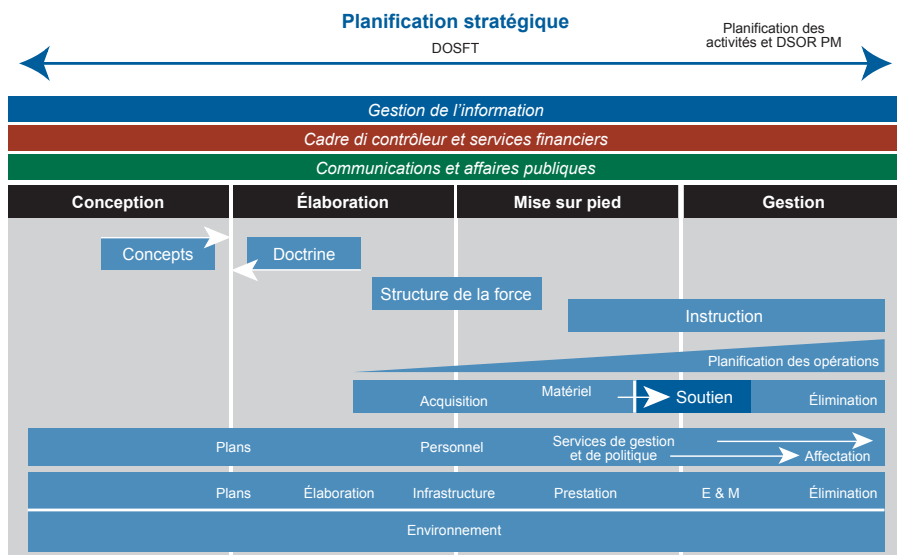 Planification stratégique
DOSFT
Planification des
activités et DSOR PM
Gestion de l'information
Cadre di contrôleur et services financiers
Communications et affaires publiques
Conception
Élaboration
Mise sur pied
Gestion
Concepts
Doctrine
Structure de la force
Instruction
Planification des opérations
Acquisition
Matériel
Soutien
Élimination
Plans
Personnel
Services de gestion
et de politique
Affectation
Plans
Élaboration
Infrastructure
Prestation
E & M
Élimination
Environnement